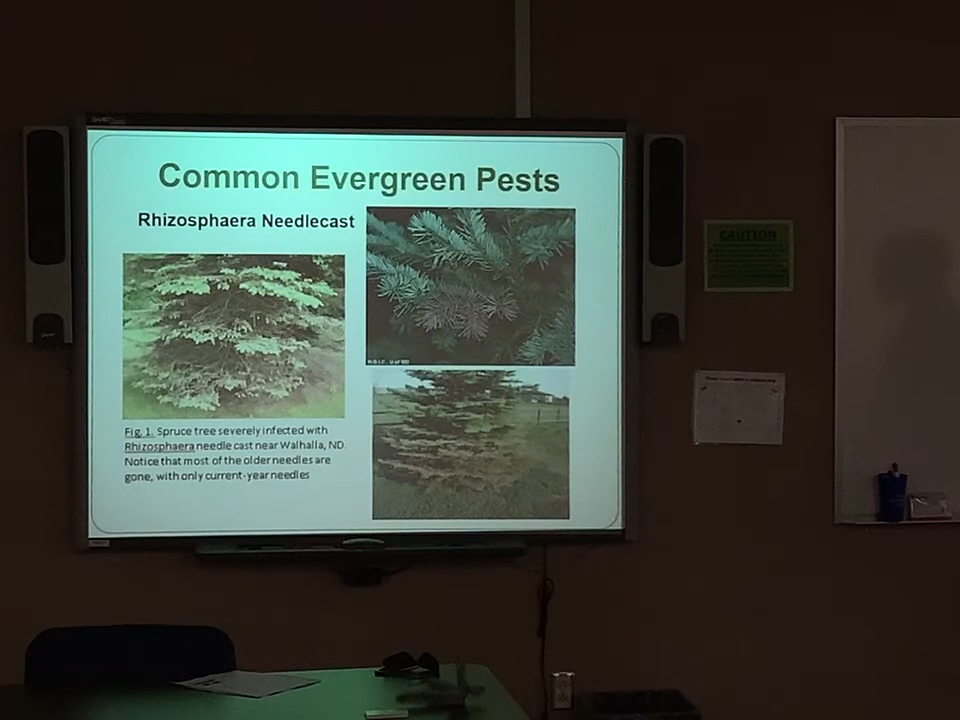 Common Evergreen Pests
Rhizosphaera Needlecast
Fig. 1. Spruce tree severely infected with
Rhizosphaera needle cast near Walhalla, ND.
Notice that most of the older needles are
gone, with only current-year needles
CAUTION